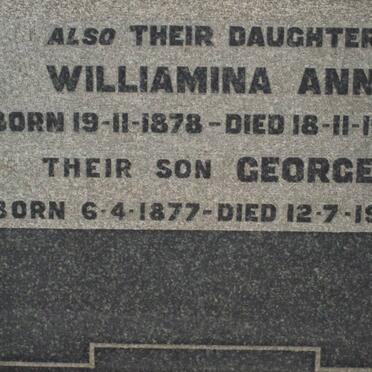 ALSO THEIR DAUGHTER
WILLIAMINA ANN
BORN 19-11-1878-DIED 18-11-1
THEIR SON GEORGE
BORN 6-4-1877-DIED 12-7-19